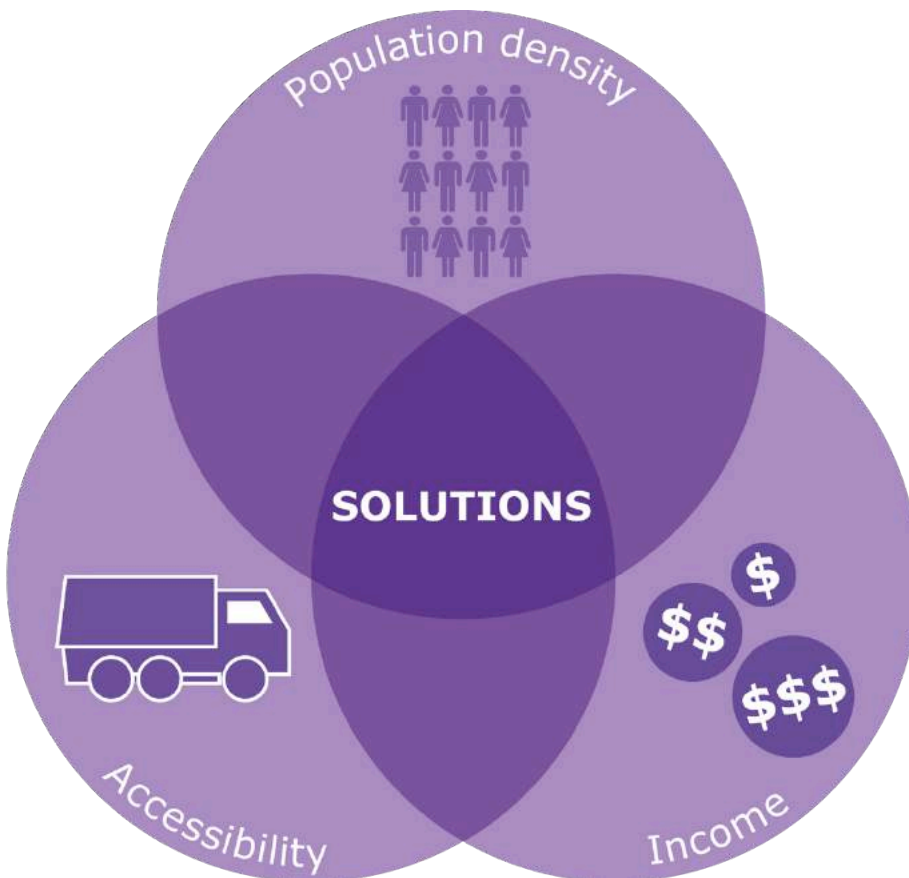 Population density
SOLUTIONS
$
$$
$$$
Accessibility
Income